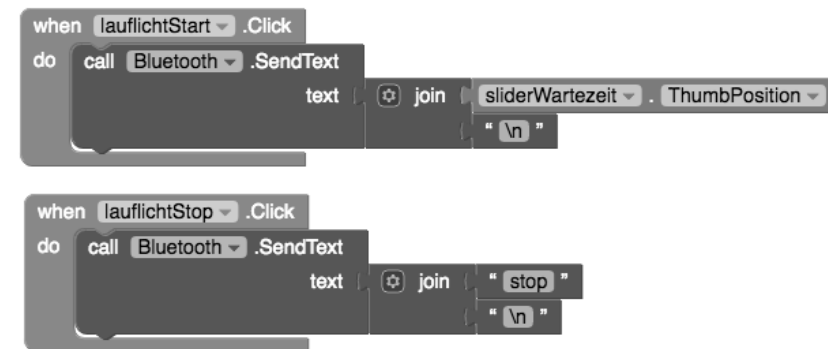 when lauflichtStart .Click
do call Bluetooth .SendText
text join sliderWartezeit . ThumbPosition
“ \n ”
when lauflichtStop .Click
do call Bluetooth .SendText
text join “ stop ”
“ \n ”